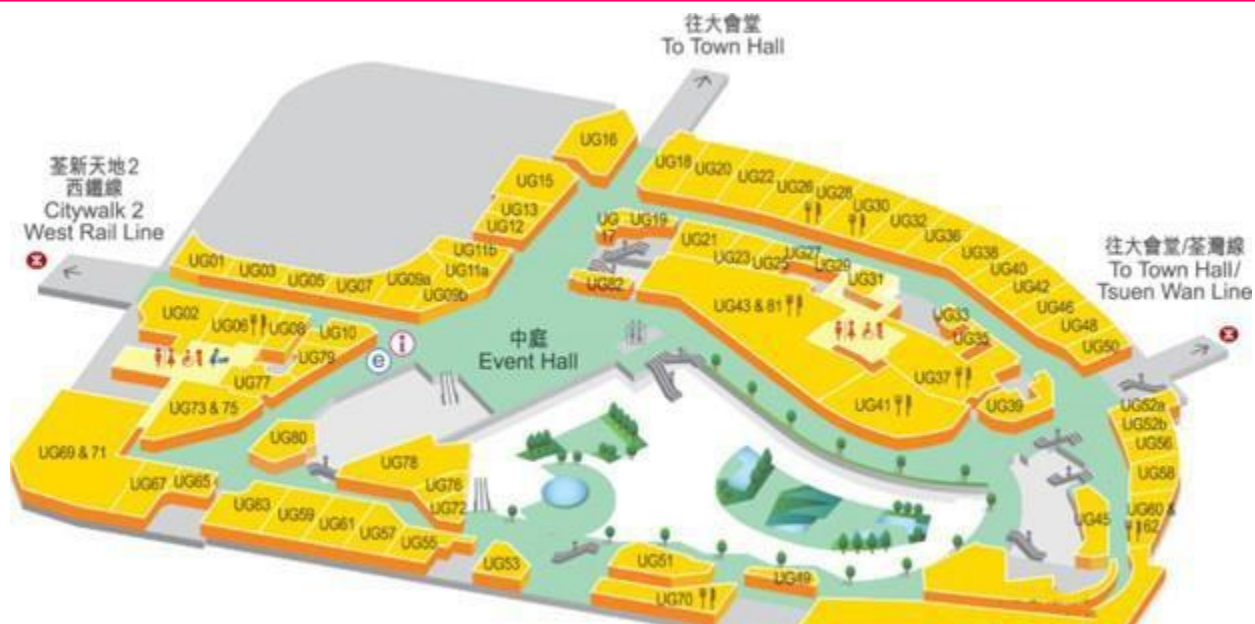 往大會堂
To Town Hall
荃新天地2
西鐵線
Citywalk 2
West Rail Line
往大會堂/荃灣線
To Town Hall/
Tsuen Wan Line
中庭
Event Hall
UG16
UG15
UG13
UG12
UG11b
UG11a
UG09b
UG09a
UG07
UG05
UG03
UG01
UG18
UG20
UG22
UG26
UG28
UG30
UG32
UG36
UG38
UG40
UG42
UG46
UG48
UG50
UG
17
UG19
UG82
UG21
UG23
UG25
UG27
UG29
UG31
UG33
UG35
UG43 & 81
UG37
UG41
UG39
UG02
UG06
UG08
UG10
UG79
UG77
UG73 & 75
UG69 & 71
UG67
UG65
UG80
UG78
UG76
UG72
UG63
UG59
UG61
UG57
UG55
UG53
UG51
UG49
UG70
UG45
UG52a
UG52b
UG56
UG58
UG60 &
62
i
e